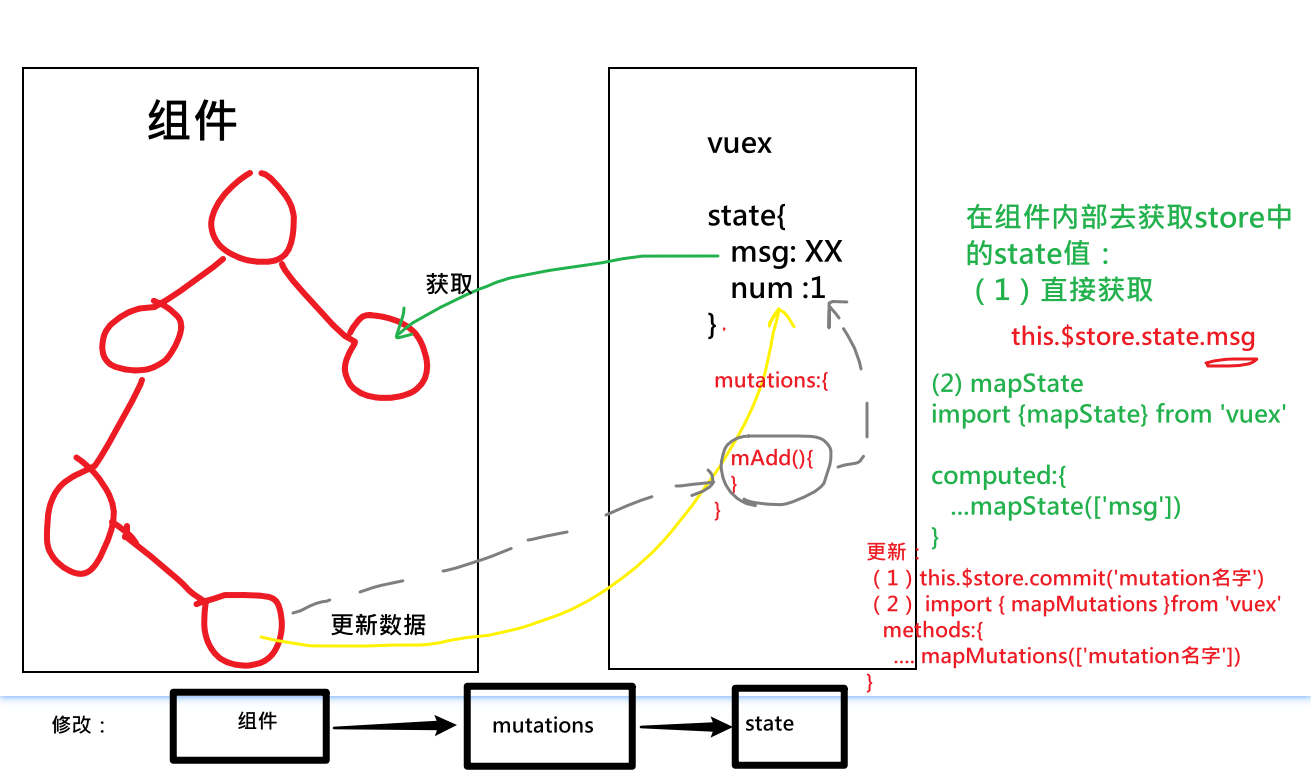 组件
获取
更新数据
vuex
state{
msg: XX
num :1
}
mutations:{
mAdd(){
}
}
在组件内部去获取store中
的state值：
（1）直接获取
this.$store.state.msg
(2) mapState
import {mapState} from 'vuex'
computed:{
...mapState(['msg'])
}
更新：
（1）this.$store.commit('mutation名字')
（2） import { mapMutations }from 'vuex'
methods:{
.... mapMutations(['mutation名字'])
}
修改：
组件
mutations
state